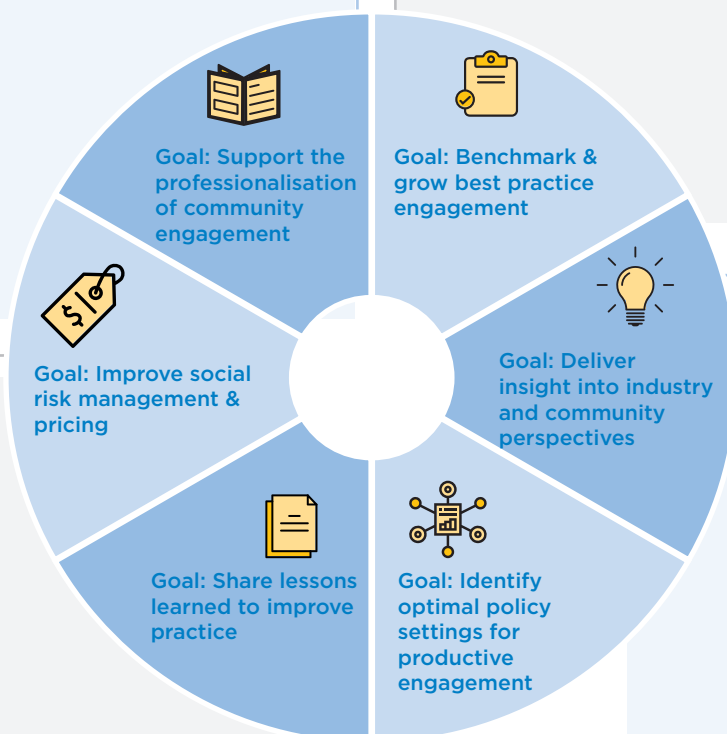 Goal: Support the
professionalisation
of community
engagement
Goal: Benchmark &
grow best practice
engagement
Goal: Improve social
risk management &
pricing
Goal: Deliver
insight into industry
and community
perspectives
Goal: Share lessons
learned to improve
practice
Goal: Identify
optimal policy
settings for
productive
engagement
$